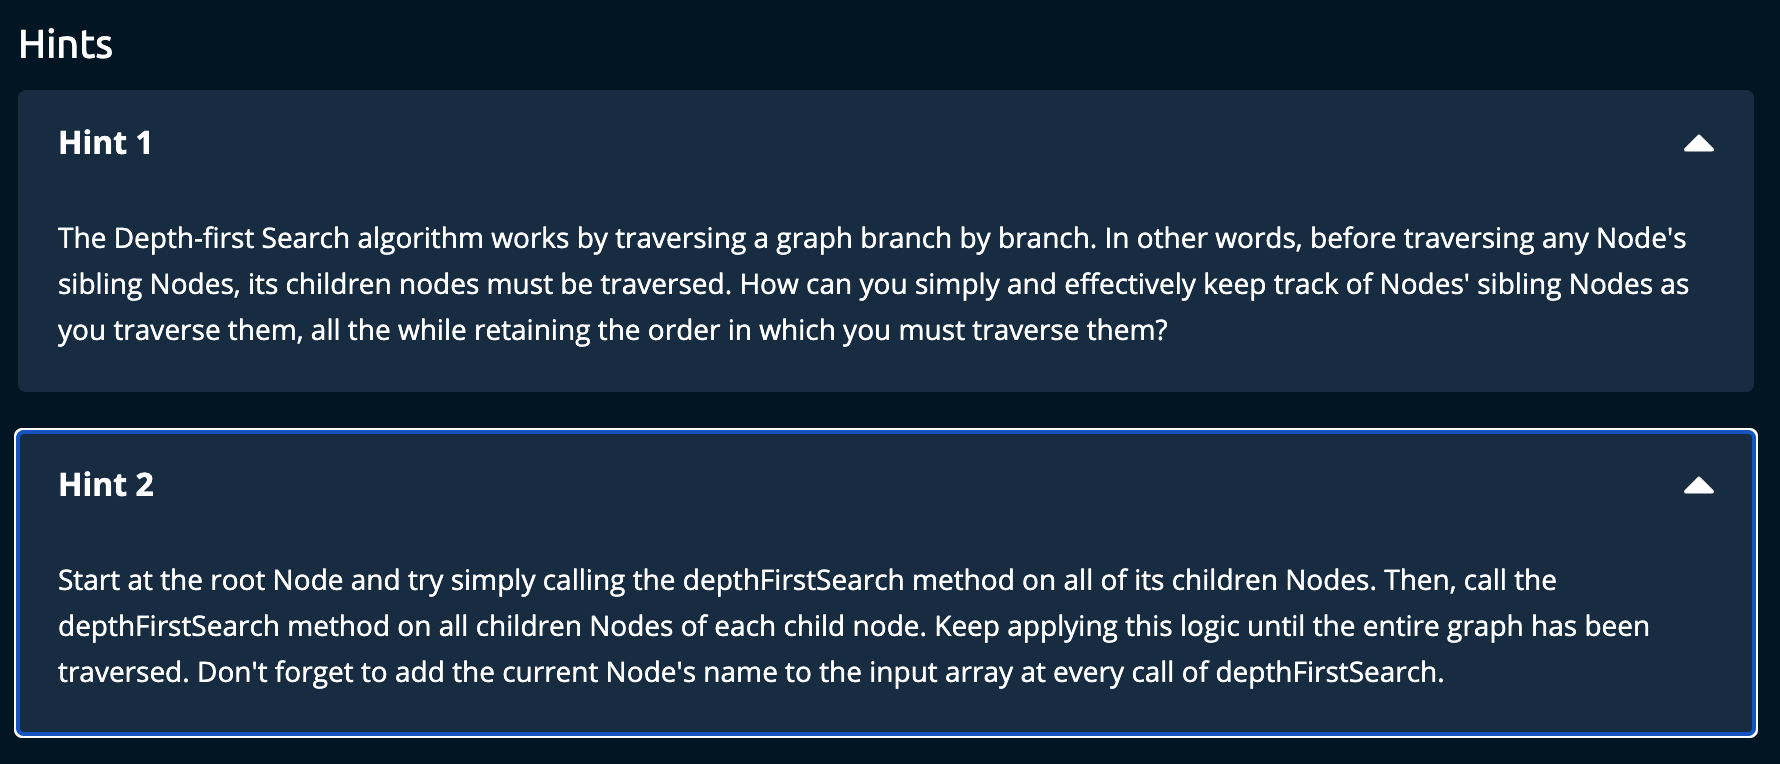 Hints
Hint 1
The Depth-first Search algorithm works by traversing a graph branch by branch. In other words, before traversing any Node's
sibling Nodes, its children nodes must be traversed. How can you simply and effectively keep track of Nodes' sibling Nodes as
you traverse them, all the while retaining the order in which you must traverse them?
Hint 2
Start at the root Node and try simply calling the depthFirstSearch method on all of its children Nodes. Then, call the
depthFirstSearch method on all children Nodes of each child node. Keep applying this logic until the entire graph has been
traversed. Don't forget to add the current Node's name to the input array at every call of depthFirstSearch.